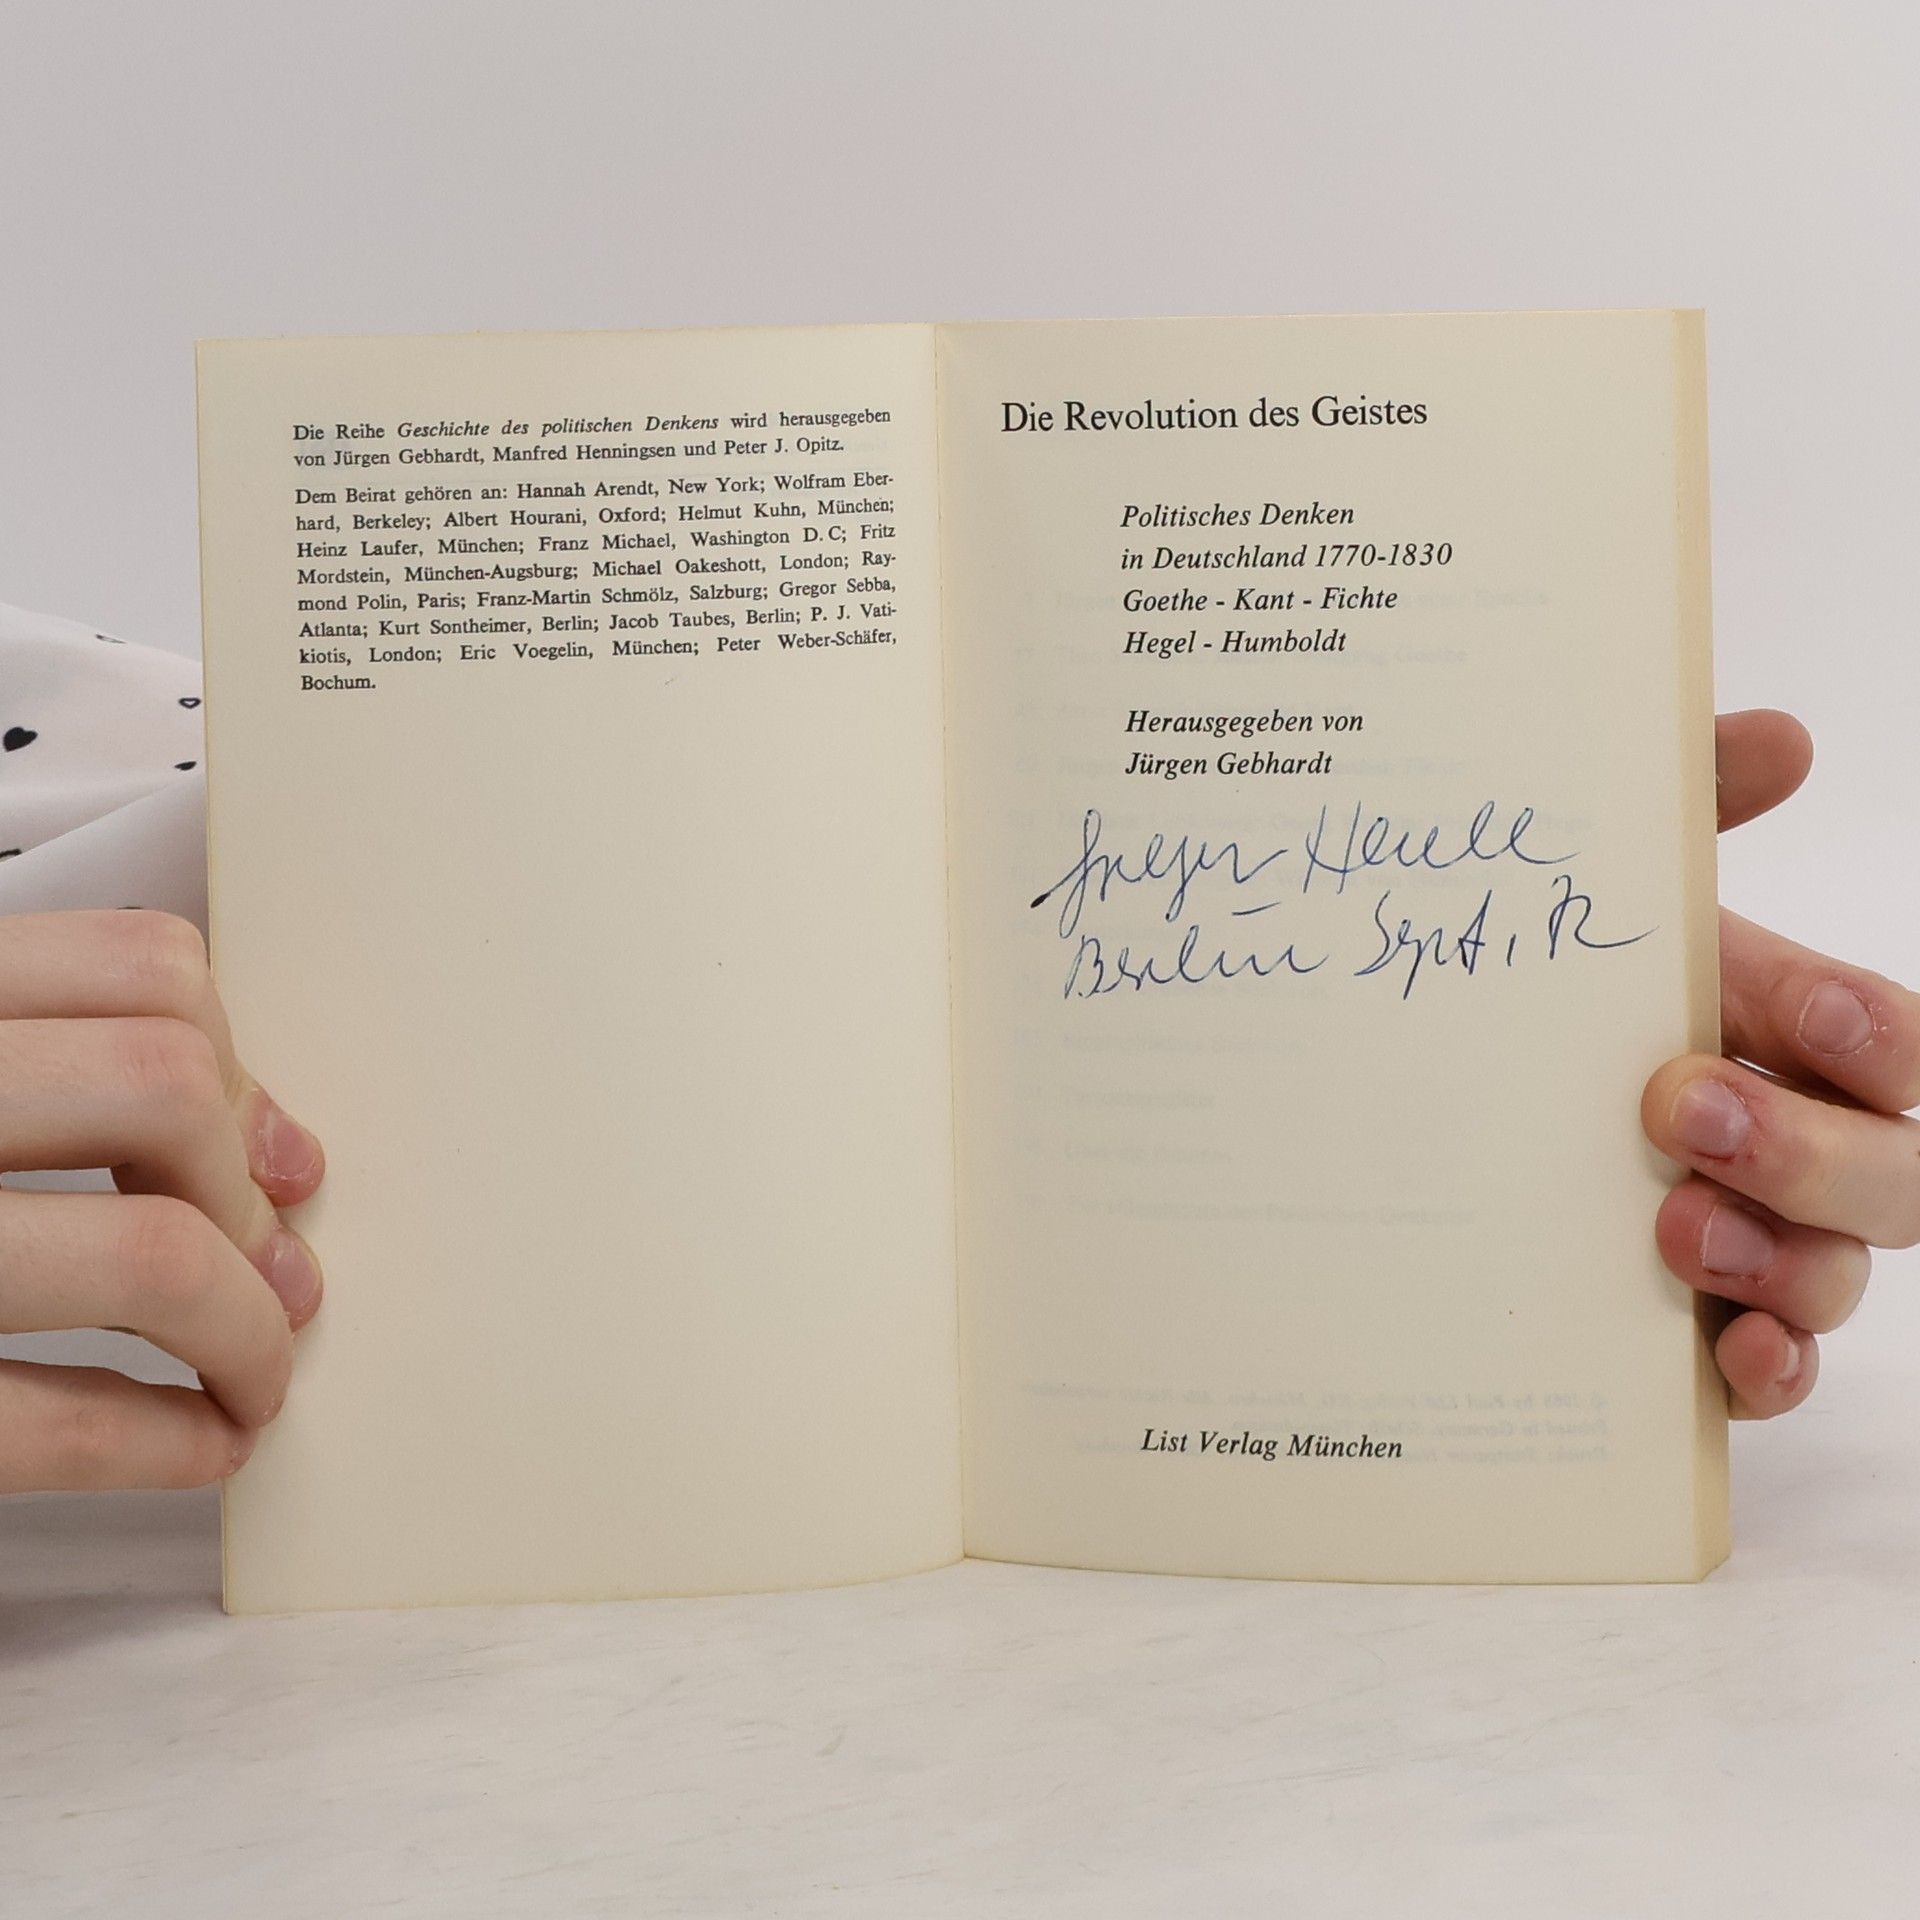 Die Reihe Geschichte des politischen Denkens wird herausgegeben
von Jürgen Gebhardt, Manfred Henningsen und Peter J. Opitz.
Dem Beirat gehören an: Hannah Arendt, New York; Wolfram Eber-
hard, Berkeley; Albert Hourani, Oxford; Helmut Kuhn, München;
Heinz Laufer, München; Franz Michael, Washington D. C; Fritz
Mordstein, München-Augsburg; Michael Oakeshott, London; Ray-
mond Polin, Paris; Franz-Martin Schmölz, Salzburg; Gregor Sebba,
Atlanta; Kurt Sontheimer, Berlin; Jacob Taubes, Berlin; P. J. Vati-
kiotis, London; Eric Voegelin, München; Peter Weber-Schäfer,
Bochum.
Die Revolution des Geistes
Politisches Denken
in Deutschland 1770-1830
Goethe - Kant - Fichte
Hegel - Humboldt
Herausgegeben von
Jürgen Gebhardt
Berlin Sept, 72
List Verlag München